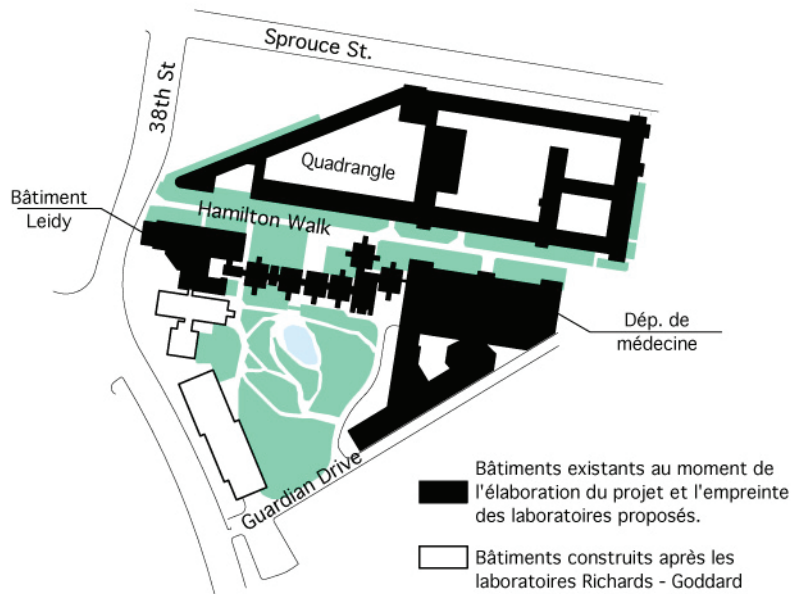 Sprouce St.
38th St
Quadrangle
Bâtiment
Leidy
Hamilton Walk
Dép. de
médecine
Guardian Drive
Bâtiments existants au moment de
l'élaboration du projet et l'empreinte
des laboratoires proposés.
Bâtiments construits après les
laboratoires Richards - Goddard